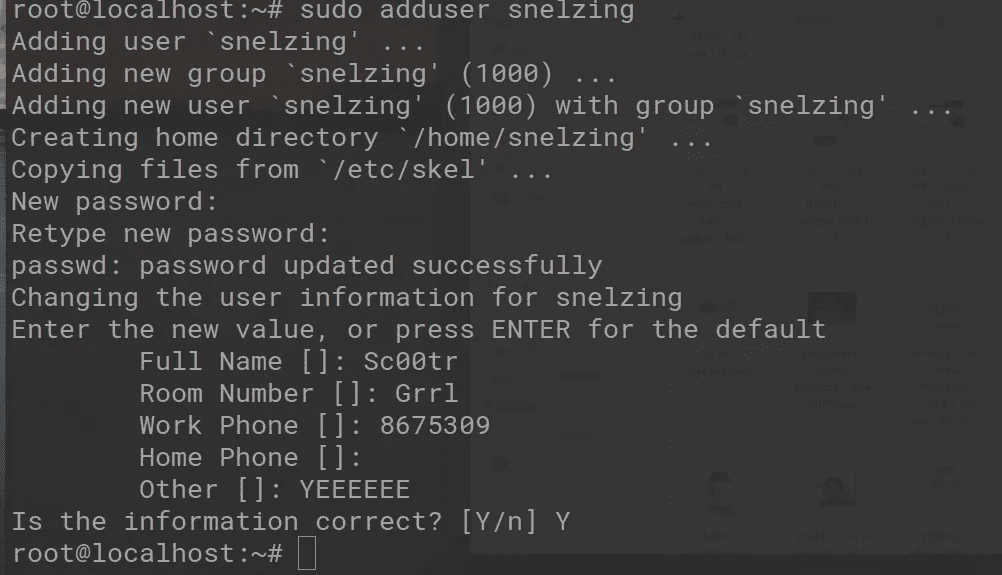 root@localhost:~# sudo adduser snelzing
Adding user `snelzing' ...
Adding new group `snelzing' (1000) ...
Adding new user `snelzing' (1000) with group `snelzing' ...
Creating home directory `/home/snelzing' ...
Copying files from `/etc/skel' ...
New password:
Retype new password:
passwd: password updated successfully
Changing the user information for snelzing
Enter the new value, or press ENTER for the default
Full Name []: Sc00tr
Room Number []: Grrl
Work Phone []: 8675309
Home Phone []:
Other []: YEEEEEE
Is the information correct? [Y/n] Y
root@localhost:~#